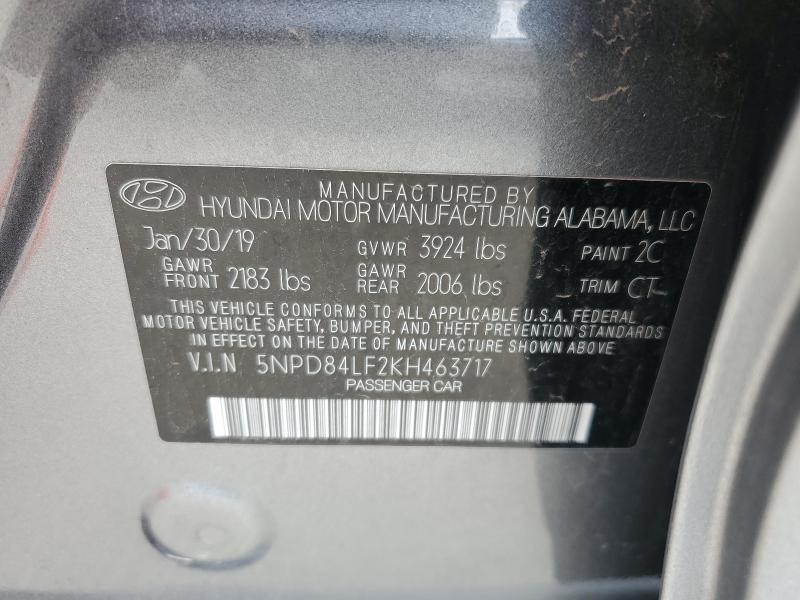 MANUFACTURED BY
HYUNDAI MOTOR MANUFACTURING ALABAMA, LLC
Jan/30/19 GVWR 3924 lbs PAINT 2C
GAWR FRONT 2183 lbs GAWR REAR 2006 lbs TRIM CT
THIS VEHICLE CONFORMS TO ALL APPLICABLE U.S.A. FEDERAL
MOTOR VEHICLE SAFETY, BUMPER, AND THEFT PREVENTION STANDARDS
IN EFFECT ON THE DATE OF MANUFACTURE SHOWN ABOVE.
V.I.N 5NPD84LF2KH463717
PASSENGER CAR